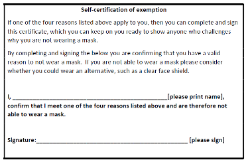 Self-certification of exemption
If one of the four reasons listed above apply to you, then you can complete and sign
this certificate, which you can keep on you ready to show anyone who challenges
why you are not wearing a mask.
By completing and signing the below you are confirming that you have a valid
reason to not wear a mask. If you are not able to wear a mask please consider
whether you could wear an alternative, such as a clear face shield.
I, ______________________________ [please print name],
confirm that I meet one of the four reasons listed above and are therefore not
able to wear a mask.
Signature: ______________________________ [please sign]